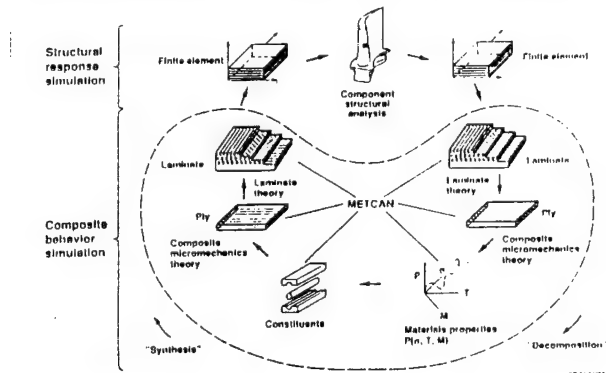 Structural
response
simulation
Finite element
Component
structural
analysis
Finite element
Laminate
Laminate
theory
Ply
Composite
micromechanics
theory
METCAN
Laminate
Laminate
theory
Ply
Composite
micromechanics
theory
Composite
behavior
simulation
Constituents
P
T
M
Materials properties
P(σ, T, M)
"Synthesis"
"Decomposition"